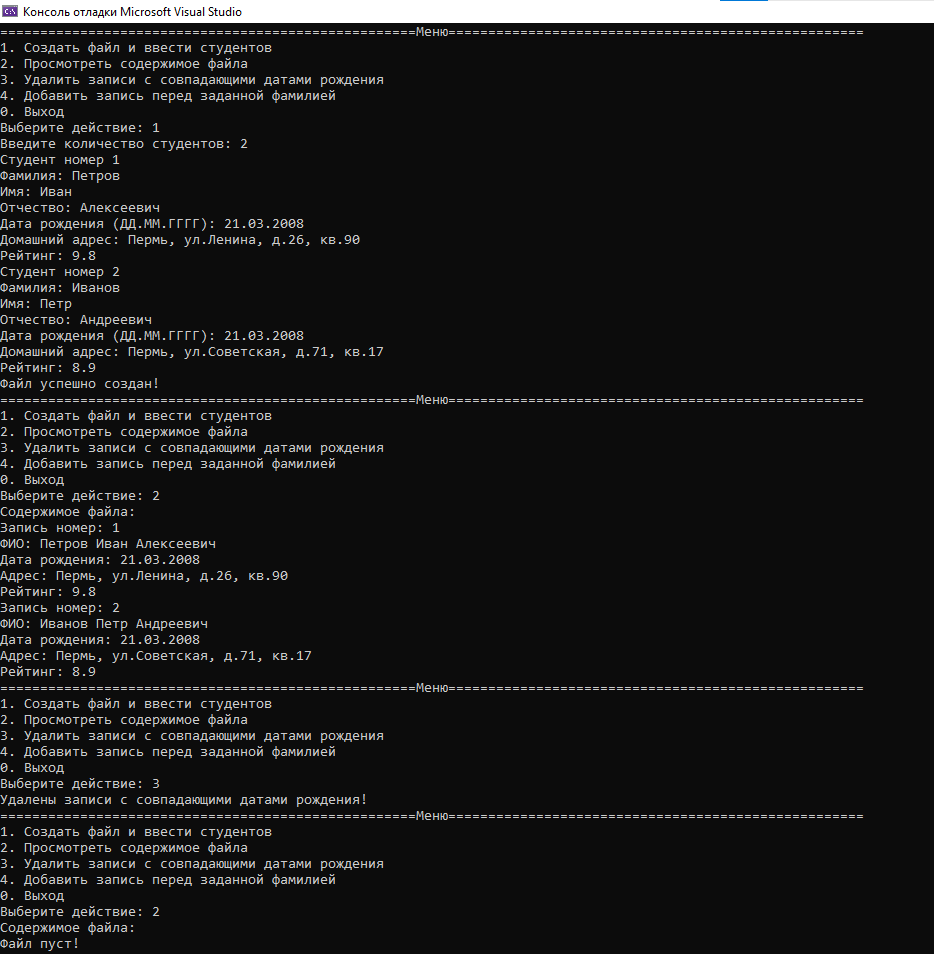 Консоль отладки Microsoft Visual Studio
====================================================Меню====================================================
1. Создать файл и ввести студентов
2. Просмотреть содержимое файла
3. Удалить записи с совпадающими датами рождения
4. Добавить запись перед заданной фамилией
0. Выход
Выберите действие: 1
Введите количество студентов: 2
Студент номер 1
Фамилия: Петров
Имя: Иван
Отчество: Алексеевич
Дата рождения (ДД.ММ.ГГГГ): 21.03.2008
Домашний адрес: Пермь, ул.Ленина, д.26, кв.90
Рейтинг: 9.8
Студент номер 2
Фамилия: Иванов
Имя: Петр
Отчество: Андреевич
Дата рождения (ДД.ММ.ГГГГ): 21.03.2008
Домашний адрес: Пермь, ул.Советская, д.71, кв.17
Рейтинг: 8.9
Файл успешно создан!
====================================================Меню====================================================
1. Создать файл и ввести студентов
2. Просмотреть содержимое файла
3. Удалить записи с совпадающими датами рождения
4. Добавить запись перед заданной фамилией
0. Выход
Выберите действие: 2
Содержимое файла:
Запись номер: 1
ФИО: Петров Иван Алексеевич
Дата рождения: 21.03.2008
Адрес: Пермь, ул.Ленина, д.26, кв.90
Рейтинг: 9.8
Запись номер: 2
ФИО: Иванов Петр Андреевич
Дата рождения: 21.03.2008
Адрес: Пермь, ул.Советская, д.71, кв.17
Рейтинг: 8.9
====================================================Меню====================================================
1. Создать файл и ввести студентов
2. Просмотреть содержимое файла
3. Удалить записи с совпадающими датами рождения
4. Добавить запись перед заданной фамилией
0. Выход
Выберите действие: 3
Удалены записи с совпадающими датами рождения!
====================================================Меню====================================================
1. Создать файл и ввести студентов
2. Просмотреть содержимое файла
3. Удалить записи с совпадающими датами рождения
4. Добавить запись перед заданной фамилией
0. Выход
Выберите действие: 2
Содержимое файла:
Файл пуст!